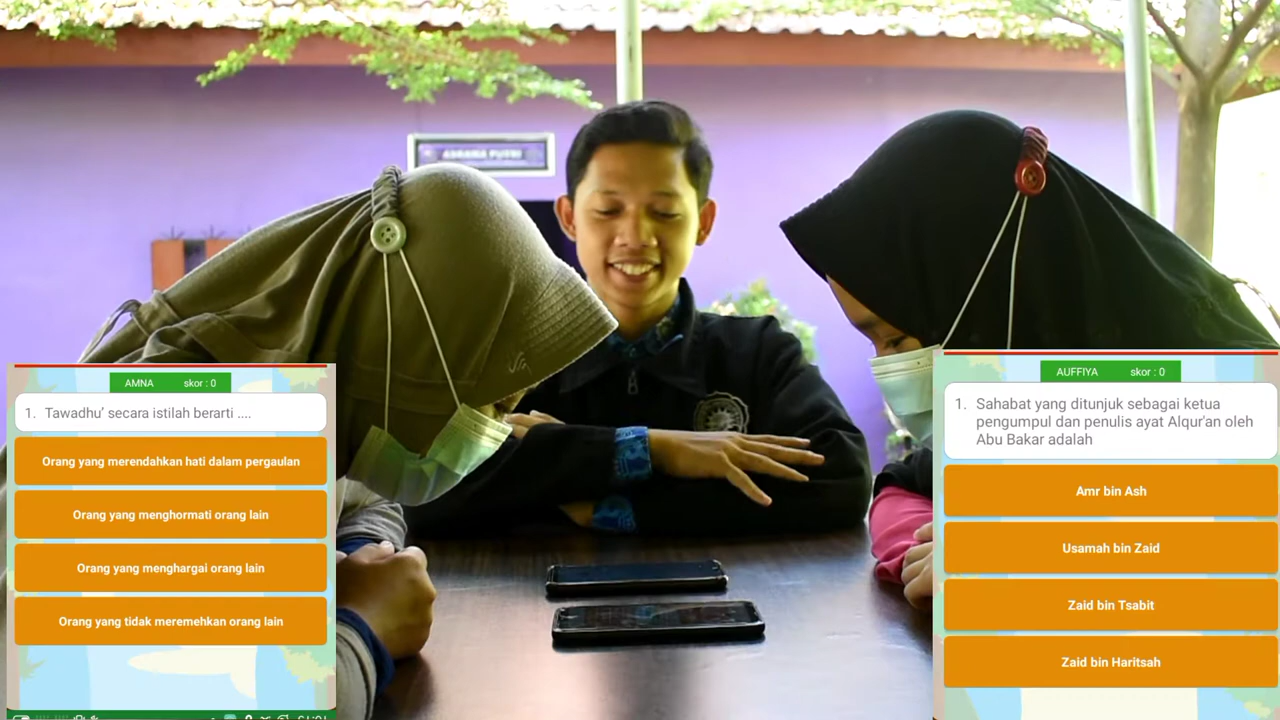 ASRAMA PUTRI
AMNA skor : 0
1. Tawadhu' secara istilah berarti ....
Orang yang merendahkan hati dalam pergaulan
Orang yang menghormati orang lain
Orang yang menghargai orang lain
Orang yang tidak meremehkan orang lain
AUFFIYA skor : 0
1. Sahabat yang ditunjuk sebagai ketua
pengumpul dan penulis ayat Alqur'an oleh
Abu Bakar adalah
Amr bin Ash
Usamah bin Zaid
Zaid bin Tsabit
Zaid bin Haritsah